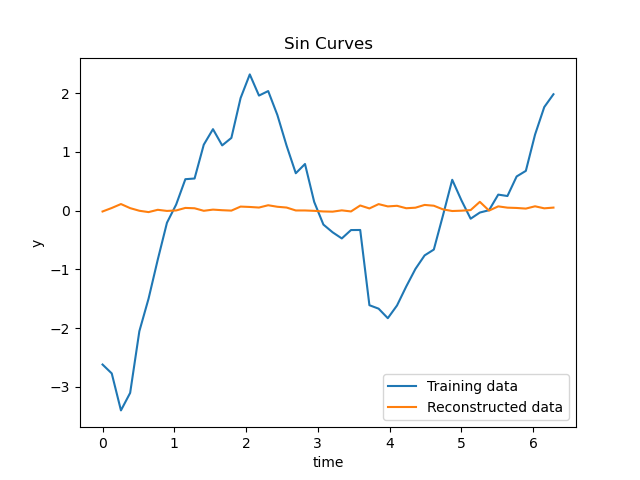 Sin Curves
y
2
1
0
−1
−2
−3
0 1 2 3 4 5 6
time
Training data
Reconstructed data